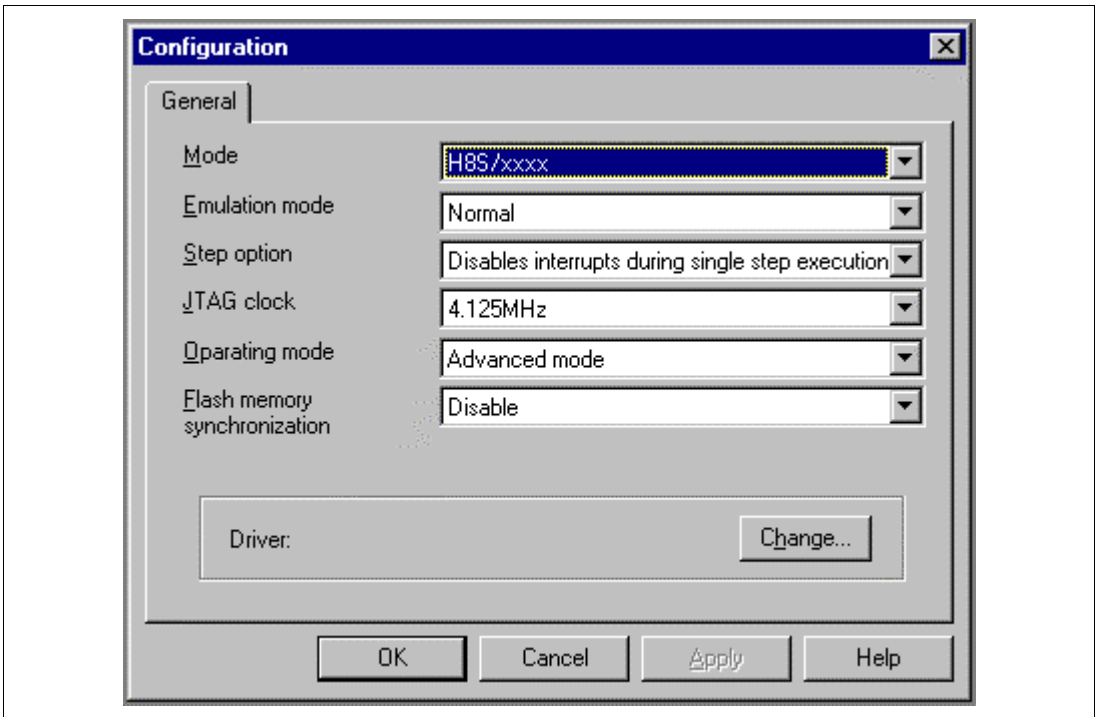 Configuration
General
Mode
H8S/xxxx
Emulation mode
Normal
Step option
Disables interrupts during single step execution
JTAG clock
4.125MHz
Oparating mode
Advanced mode
Flash memory
synchronization
Disable
Driver:
Change...
OK
Cancel
Apply
Help